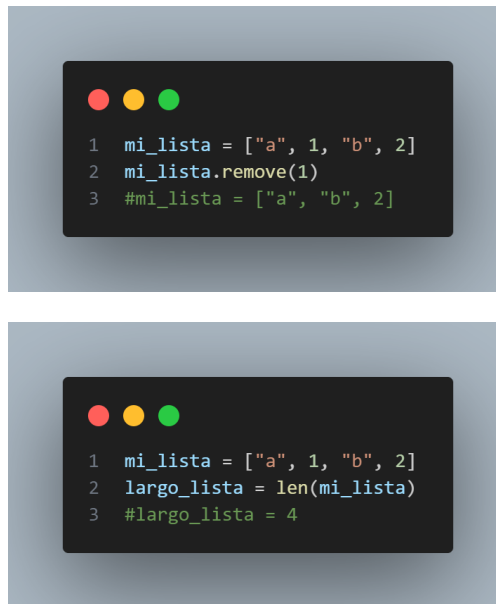 1 mi_lista = ["a", 1, "b", 2]
2 mi_lista.remove(1)
3 #mi_lista = ["a", "b", 2]
1 mi_lista = ["a", 1, "b", 2]
2 largo_lista = len(mi_lista)
3 #largo_lista = 4